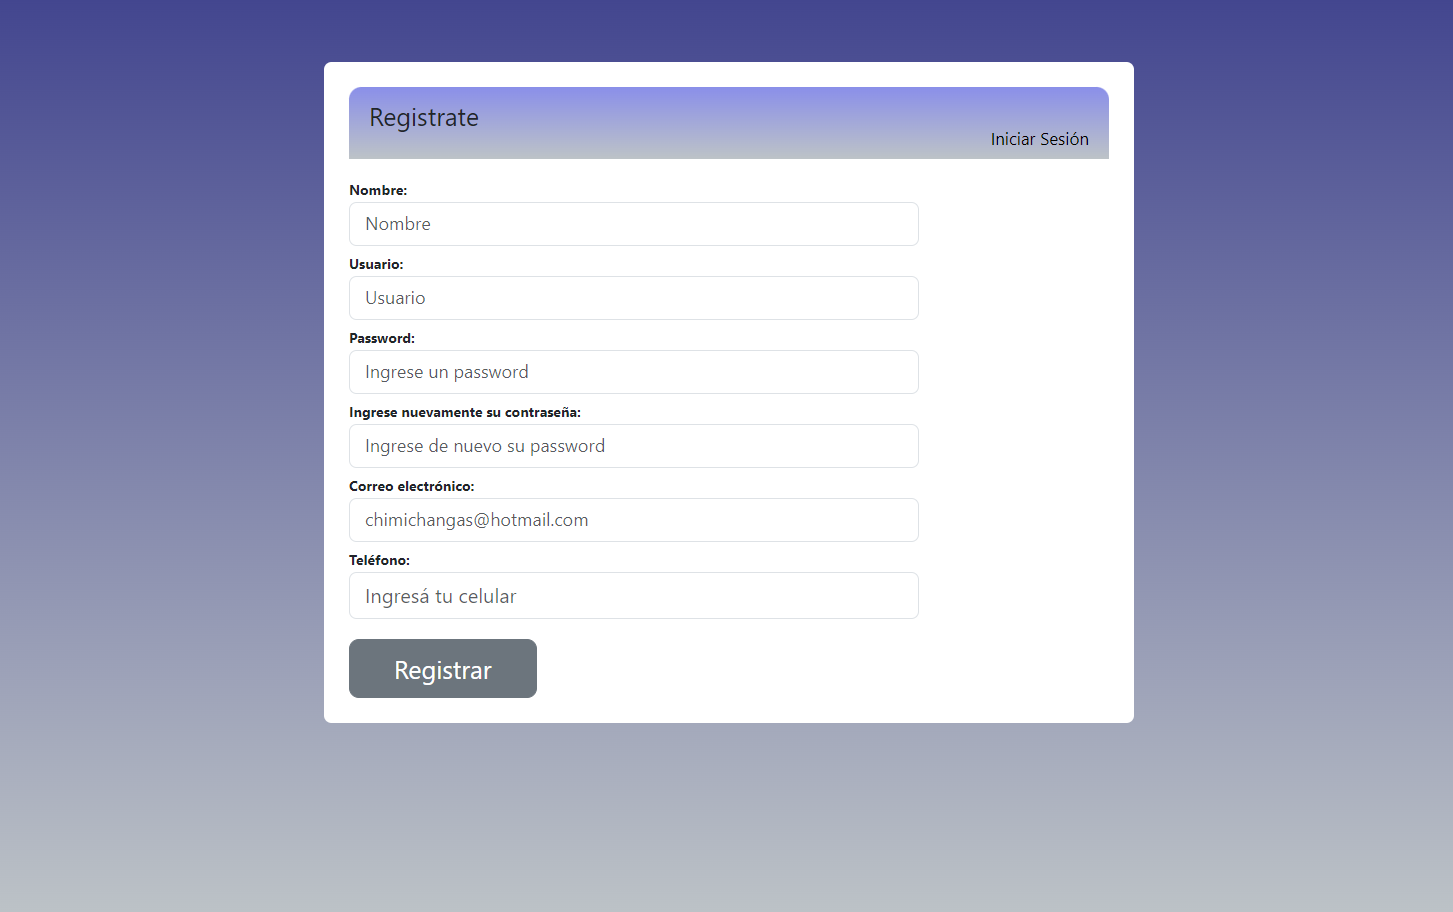 Registrate
Iniciar Sesión
Nombre:
Nombre
Usuario:
Usuario
Password:
Ingrese un password
Ingrese nuevamente su contraseña:
Ingrese de nuevo su password
Correo electrónico:
chimichangas@hotmail.com
Teléfono:
Ingresá tu celular
Registrar